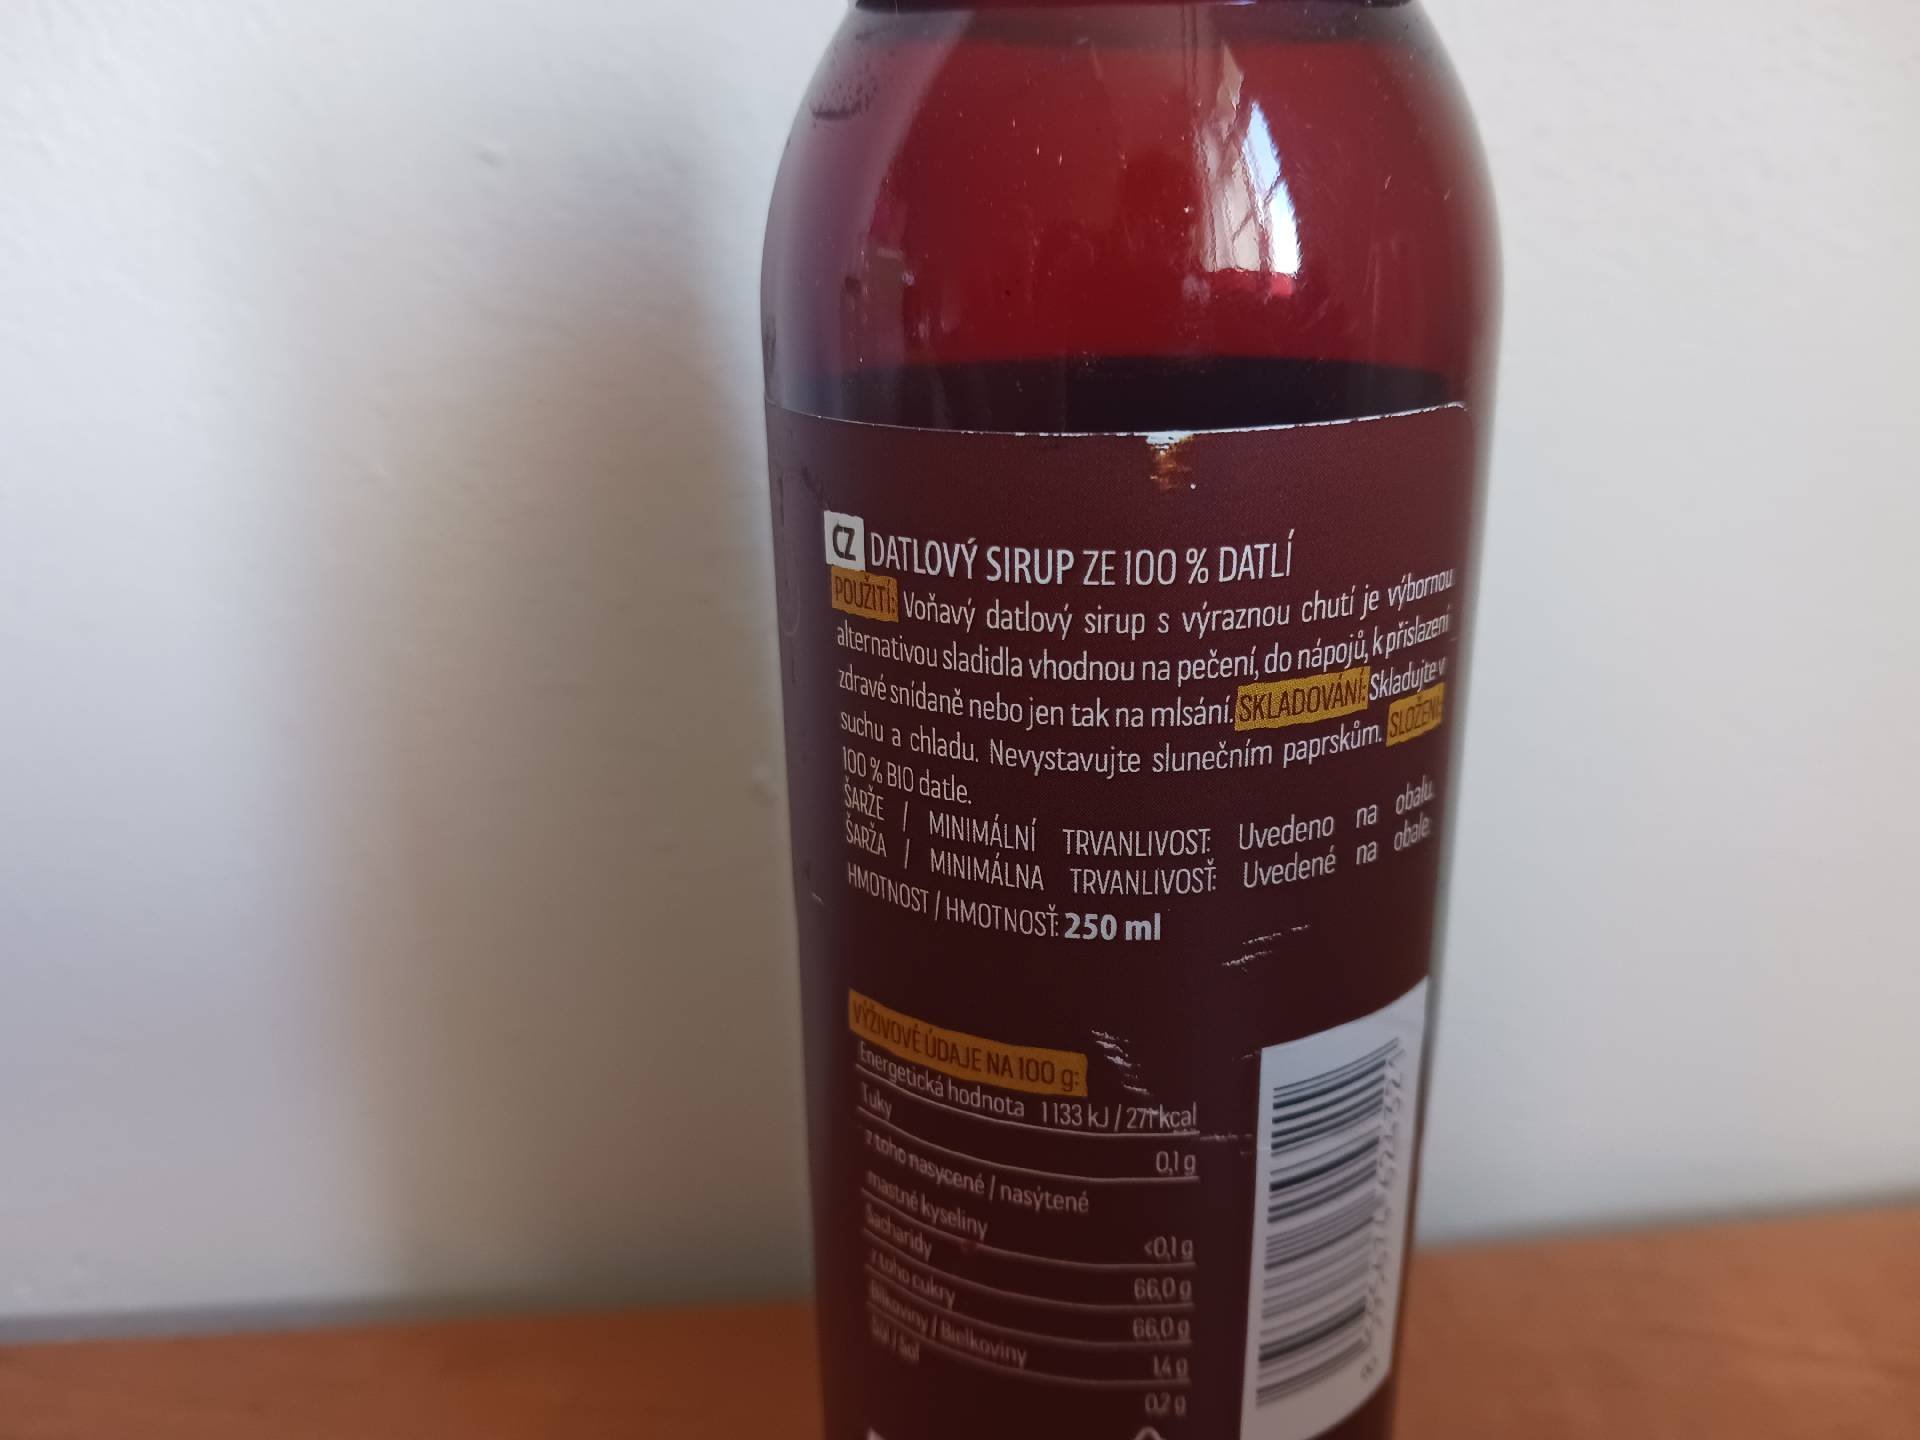 CZ DATLOVÝ SIRUP ZE 100 % DATLÍ
POUŽITÍ: Voňavý datlový sirup s výraznou chutí je výbornou
alternativou sladidla vhodnou na pečení, do nápojů, k přislazení
zdravé snídaně nebo jen tak na mlsání. SKLADOVÁNÍ: Skladujte v
suchu a chladu. Nevystavujte slunečním paprskům. SLOŽENÍ:
100 % BIO datle.
ŠARŽE / MINIMÁLNÍ TRVANLIVOST: Uvedeno na obalu.
ŠARŽA / MINIMÁLNA TRVANLIVOSŤ: Uvedené na obale.
HMOTNOST / HMOTNOSŤ: 250 ml
VÝŽIVOVÉ ÚDAJE NA 100 g:
Energetická hodnota 1133 kJ / 271 kcal
Tuky 0,1 g
z toho nasycené / nasýtené
mastné kyseliny <0,1 g
Sacharidy 66,0 g
z toho cukry 66,0 g
Bílkoviny / Bielkoviny 1,4 g
Sůl / Soľ 0,2 g